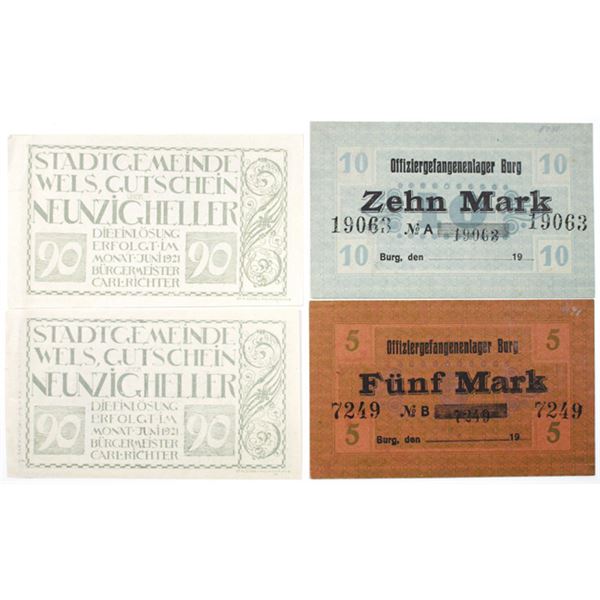 STADTGEMEINDE
WELS, GUTSCHEIN
NEUNZIGHELLER
90
DIE EINLÖSUNG
ERFOLGT IM
MONAT·JUNI 1921
BÜRGERMEISTER
CARL·RICHTER
90
STADTGEMEINDE
WELS, GUTSCHEIN
NEUNZIGHELLER
90
DIE EINLÖSUNG
ERFOLGT IM
MONAT·JUNI 1921
BÜRGERMEISTER
CARL·RICHTER
90
10 Offiziergefangenenlager Burg 10
Zehn Mark
19063 № A 19063 19063
10 Burg, den 19 10
5 Offiziergefangenenlager Burg 5
Fünf Mark
7249 № B 7249 7249
5 Burg, den 19 5